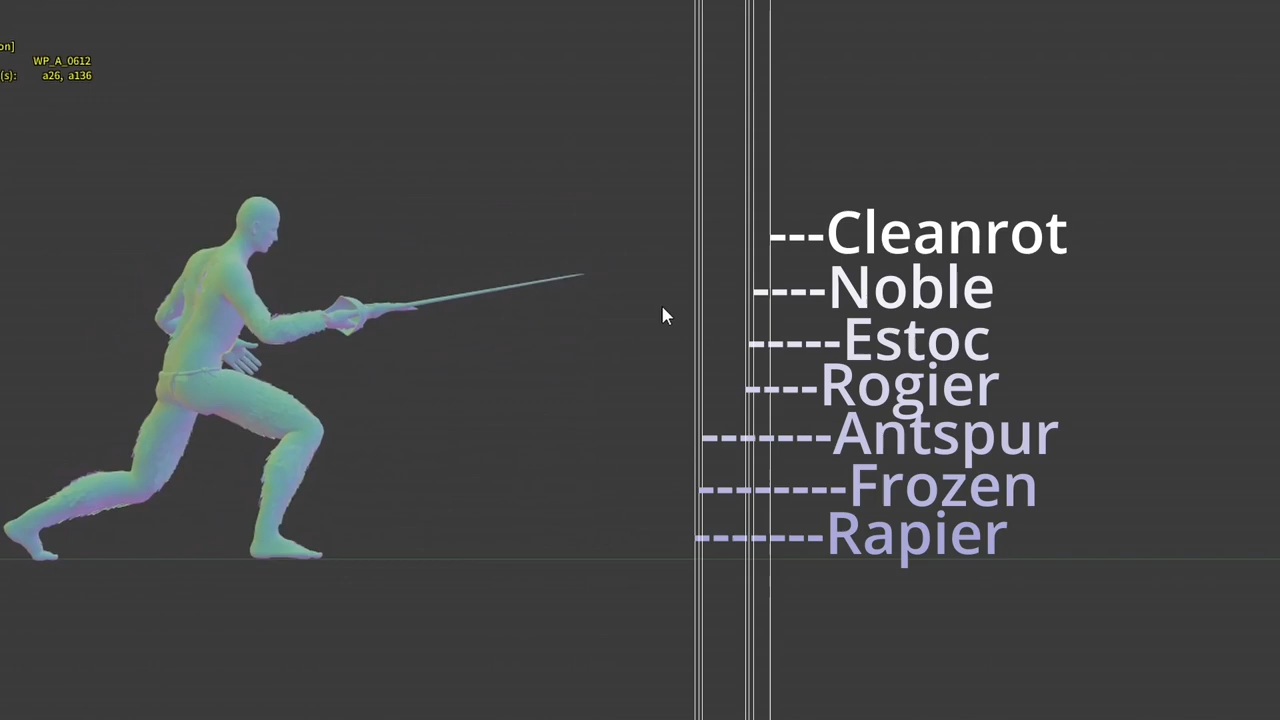 on]
WP_A_0612
(s): a26, a136
---Cleanrot
----Noble
-----Estoc
----Rogier
-------Antspur
--------Frozen
-------Rapier